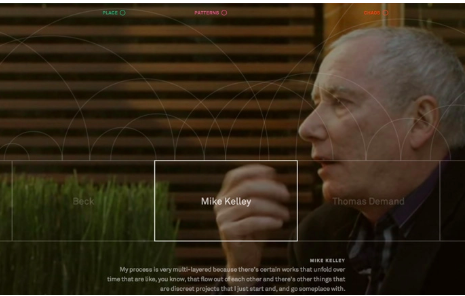 PLACE
PATTERNS
Beck
Mike Kelley
Thomas Demand
MIKE KELLEY
My process is very multi-layered because there's certain works that unfold over
time that are like, you know, that flow out of each other and there's other things that
are discreet projects that I just start and, and go someplace with.